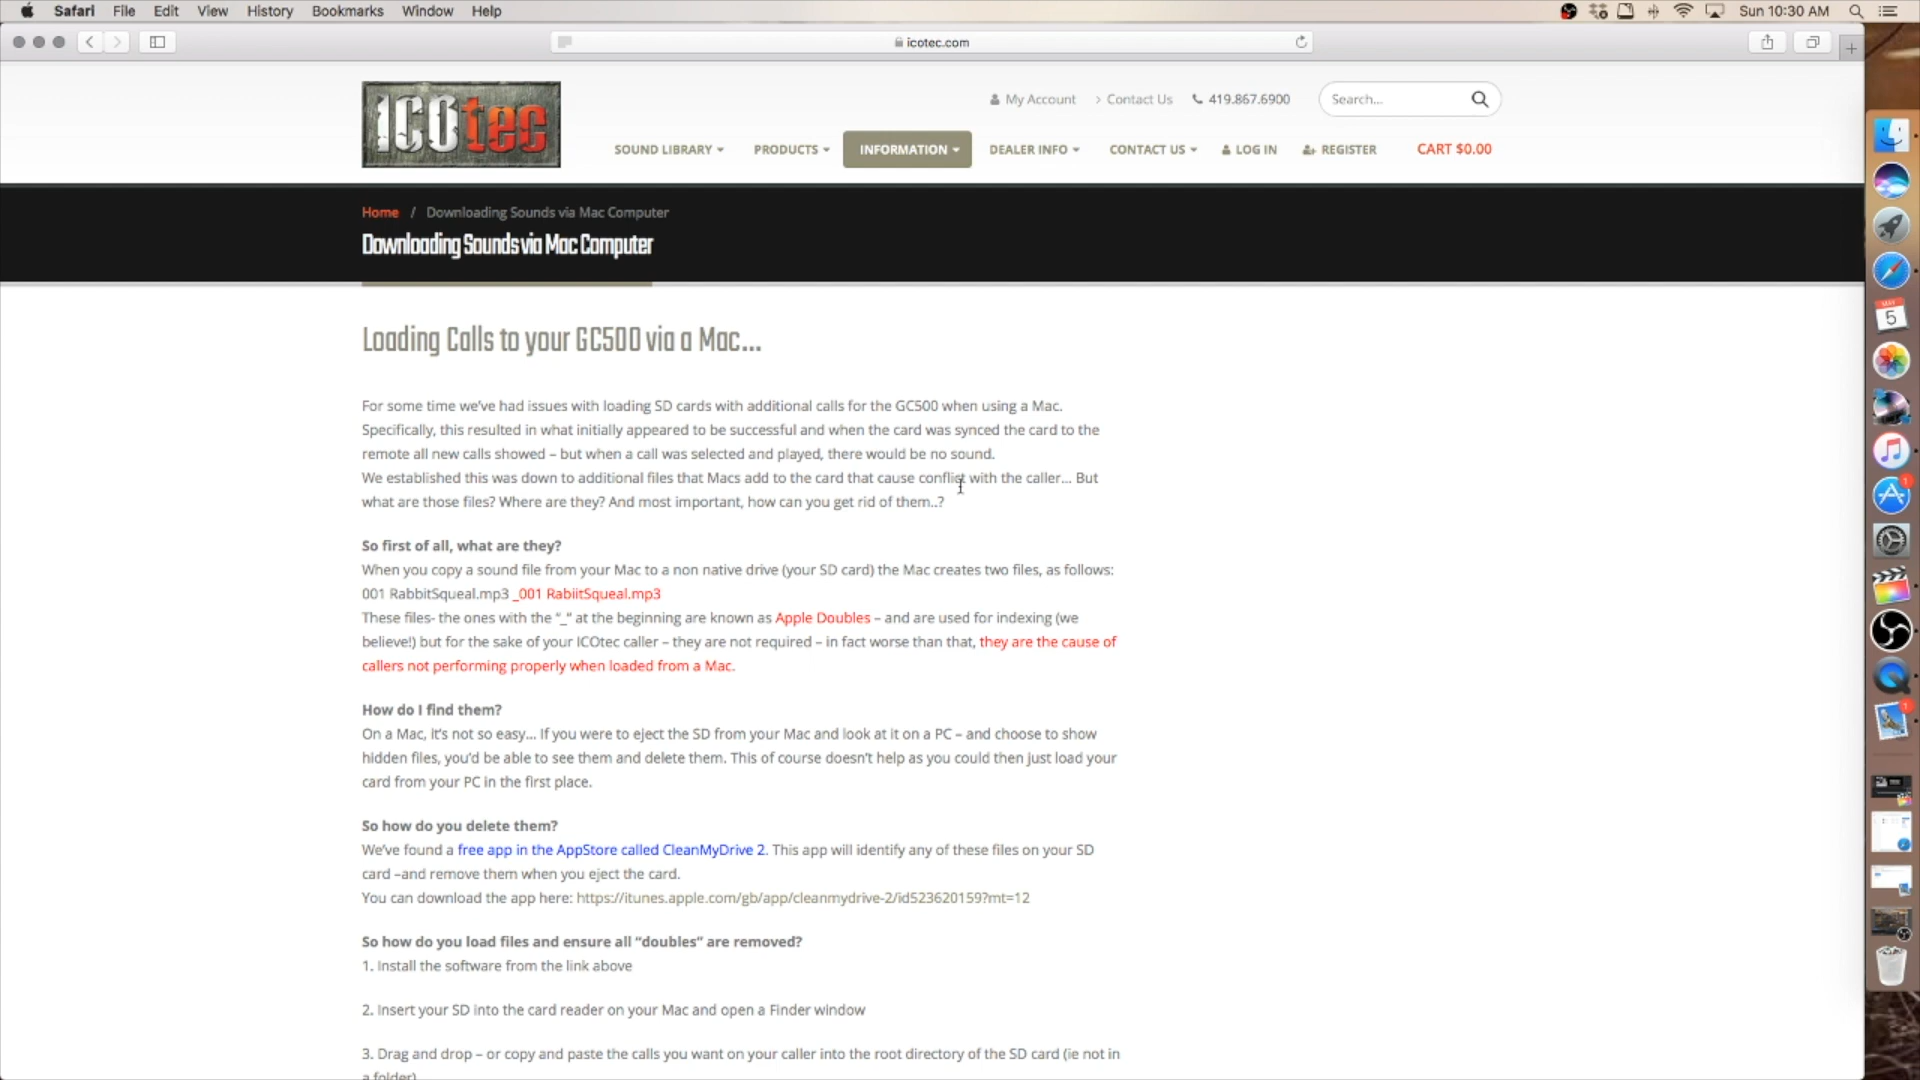 Safari File Edit View History Bookmarks Window Help
Sun 10:30 AM
icotec.com
ICOtec
My Account
Contact Us
419.867.6900
Search...
SOUND LIBRARY
PRODUCTS
INFORMATION
DEALER INFO
CONTACT US
LOG IN
REGISTER
CART $0.00
Home / Downloading Sounds via Mac Computer
Downloading Sounds via Mac Computer
Loading Calls to your GC500 via a Mac...
For some time we've had issues with loading SD cards with additional calls for the GC500 when using a Mac.
Specifically, this resulted in what initially appeared to be successful and when the card was synced the card to the
remote all new calls showed – but when a call was selected and played, there would be no sound.
We established this was down to additional files that Macs add to the card that cause conflict with the caller... But
what are those files? Where are they? And most important, how can you get rid of them..?
So first of all, what are they?
When you copy a sound file from your Mac to a non native drive (your SD card) the Mac creates two files, as follows:
001 RabbitSqueal.mp3 _001 RabiitSqueal.mp3
These files- the ones with the “_” at the beginning are known as Apple Doubles – and are used for indexing (we
believe!) but for the sake of your ICOtec caller – they are not required – in fact worse than that, they are the cause of
callers not performing properly when loaded from a Mac.
How do I find them?
On a Mac, it's not so easy... If you were to eject the SD from your Mac and look at it on a PC – and choose to show
hidden files, you'd be able to see them and delete them. This of course doesn't help as you could then just load your
card from your PC in the first place.
So how do you delete them?
We've found a free app in the AppStore called CleanMyDrive 2. This app will identify any of these files on your SD
card –and remove them when you eject the card.
You can download the app here: https://itunes.apple.com/gb/app/cleanmydrive-2/id523620159?mt=12
So how do you load files and ensure all “doubles” are removed?
1. Install the software from the link above
2. Insert your SD into the card reader on your Mac and open a Finder window
3. Drag and drop – or copy and paste the calls you want on your caller into the root directory of the SD card (ie not in
a folder)
MAY
5
1
1